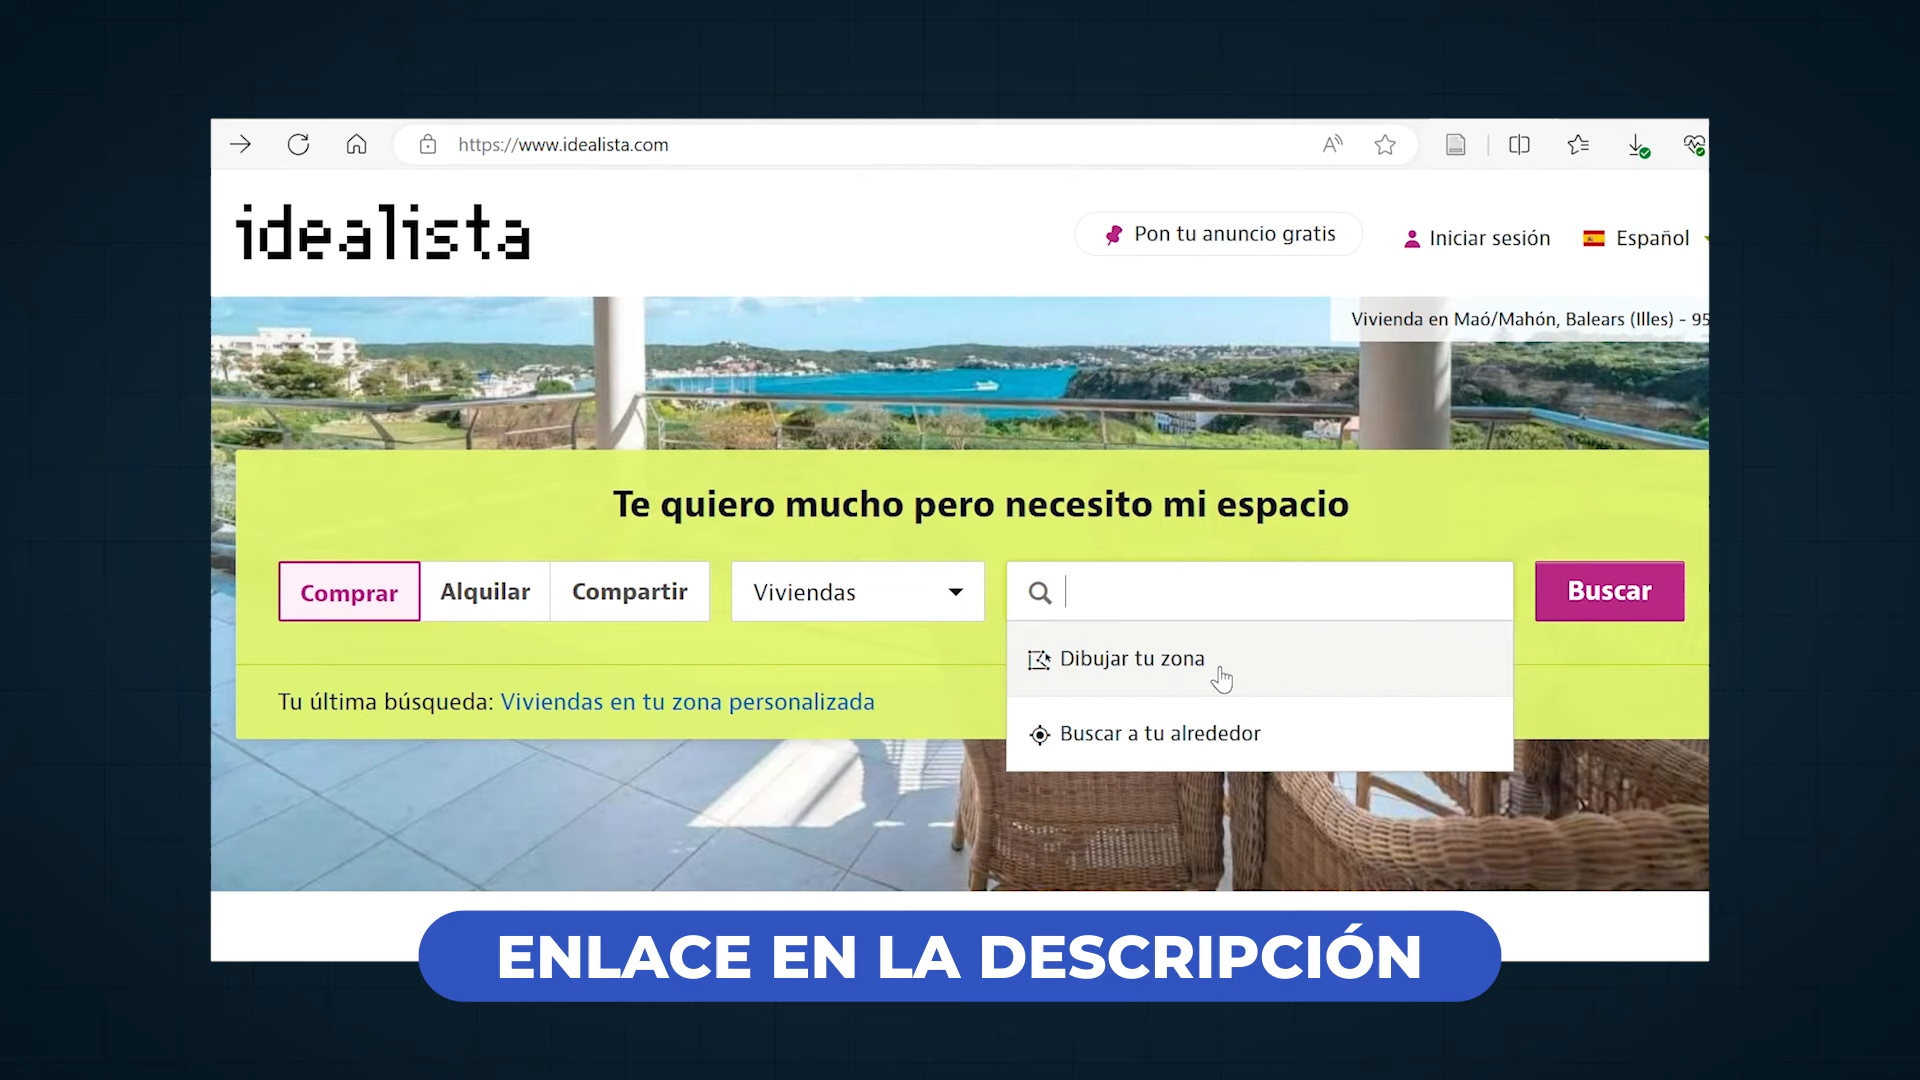 https://www.idealista.com
idealista
Pon tu anuncio gratis
Iniciar sesión
Español
Vivienda en Maó/Mahón, Balears (Illes) - 95
Te quiero mucho pero necesito mi espacio
Comprar
Alquilar
Compartir
Viviendas
Buscar
Dibujar tu zona
Tu última búsqueda: Viviendas en tu zona personalizada
Buscar a tu alrededor
ENLACE EN LA DESCRIPCIÓN